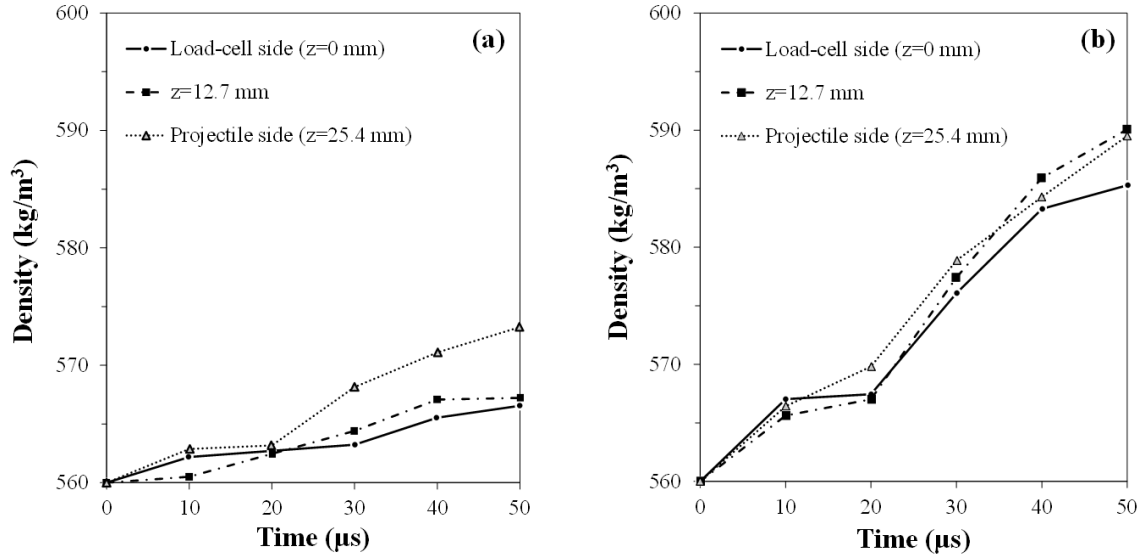 (a)
Load-cell side (z=0 mm)
z=12.7 mm
Projectile side (z=25.4 mm)
600
590
580
570
560
Density (kg/m³)
0 10 20 30 40 50
Time (µs)
(b)
Load-cell side (z=0 mm)
z=12.7 mm
Projectile side (z=25.4 mm)
600
590
580
570
560
Density (kg/m³)
0 10 20 30 40 50
Time (µs)